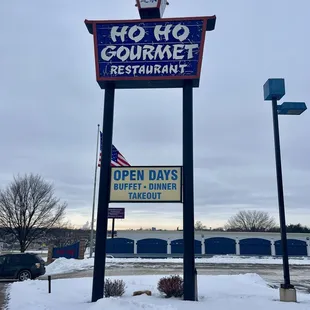 HO HO
GOURMET
RESTAURANT
OPEN DAYS
BUFFET - DINNER
TAKEOUT